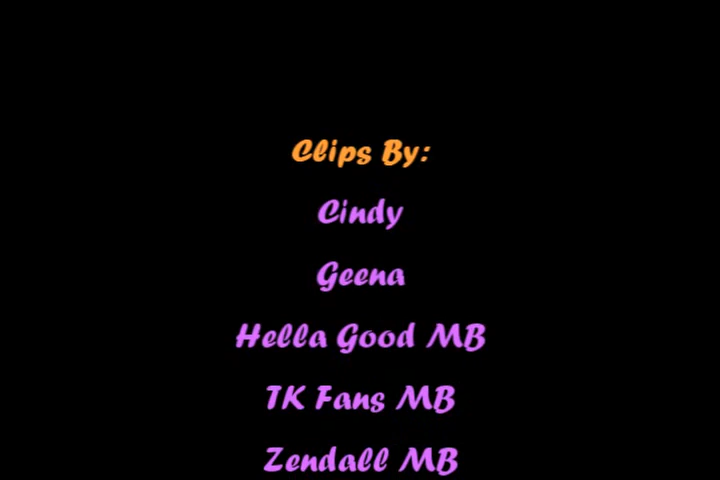 Clips By:
Cindy
Geena
Hella Good MB
TK Fans MB
Zendall MB